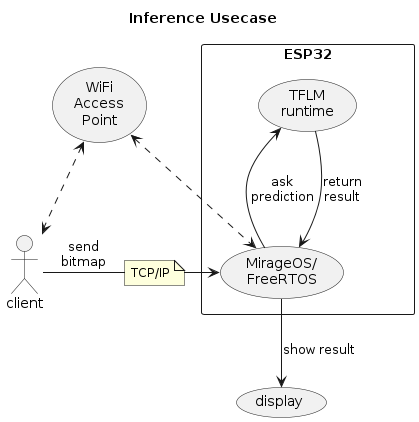 Inference Usecase
ESP32
WiFi
Access
Point
TFLM
runtime
ask
prediction
return
result
send
bitmap
TCP/IP
client
MirageOS/
FreeRTOS
show result
display